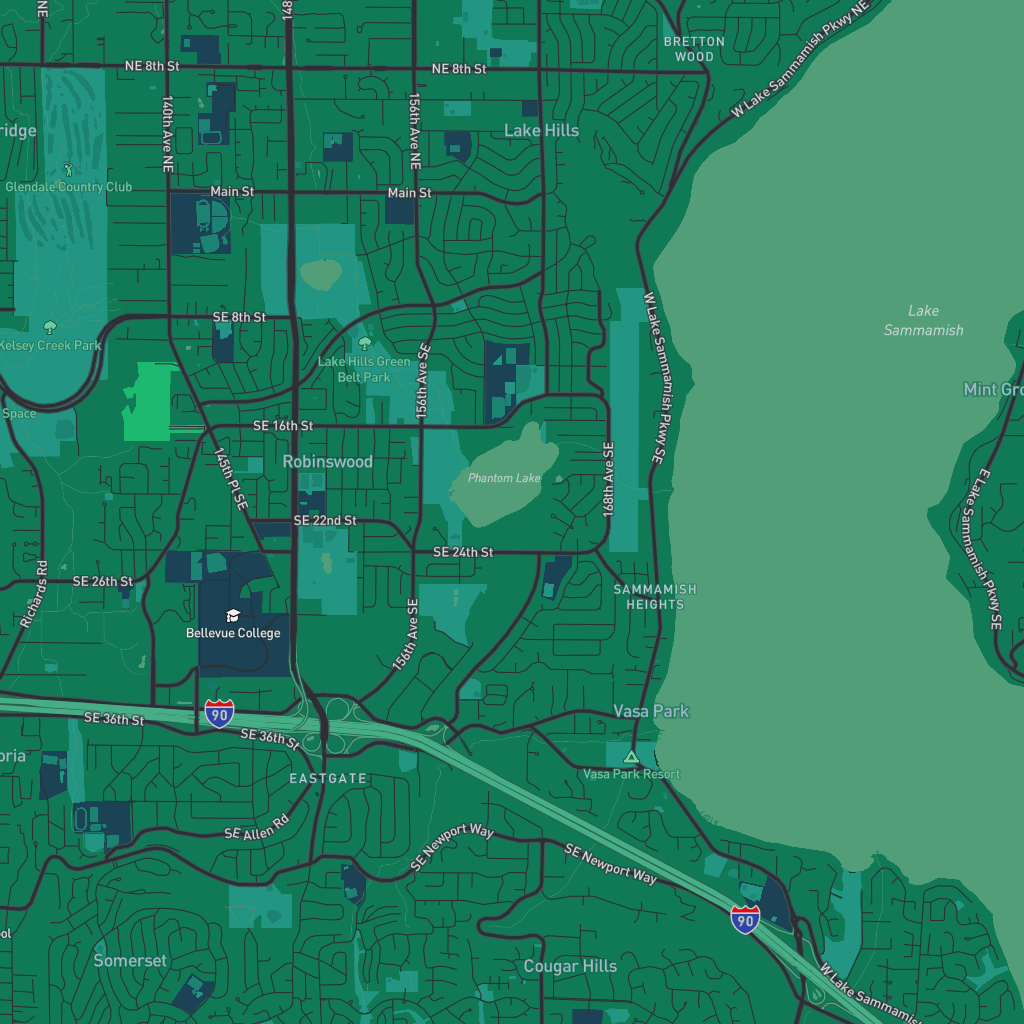 NE
148
W Lake Sammamish Pkwy NE
BRETTON
WOOD
NE 8th St
NE 8th St
140th Ave NE
156th Ave NE
Lake Hills
Glendale Country Club
Main St
Main St
SE 8th St
Kelsey Creek Park
Lake Hills Green
Belt Park
156th Ave SE
W Lake Sammamish Pkwy SE
Lake
Sammamish
Mint Gro
Space
SE 16th St
Robinswood
145th Pl SE
Phantom Lake
168th Ave SE
E Lake Sammamish Pkwy SE
SE 22nd St
SE 24th St
SE 26th St
Richards Rd
SAMMAMISH
HEIGHTS
Bellevue College
156th Ave SE
90
SE 36th St
SE 36th St
Vasa Park
Vasa Park Resort
EASTGATE
SE Allen Rd
SE Newport Way
SE Newport Way
90
Somerset
Cougar Hills
W Lake Sammamis
ridge
oria
ol